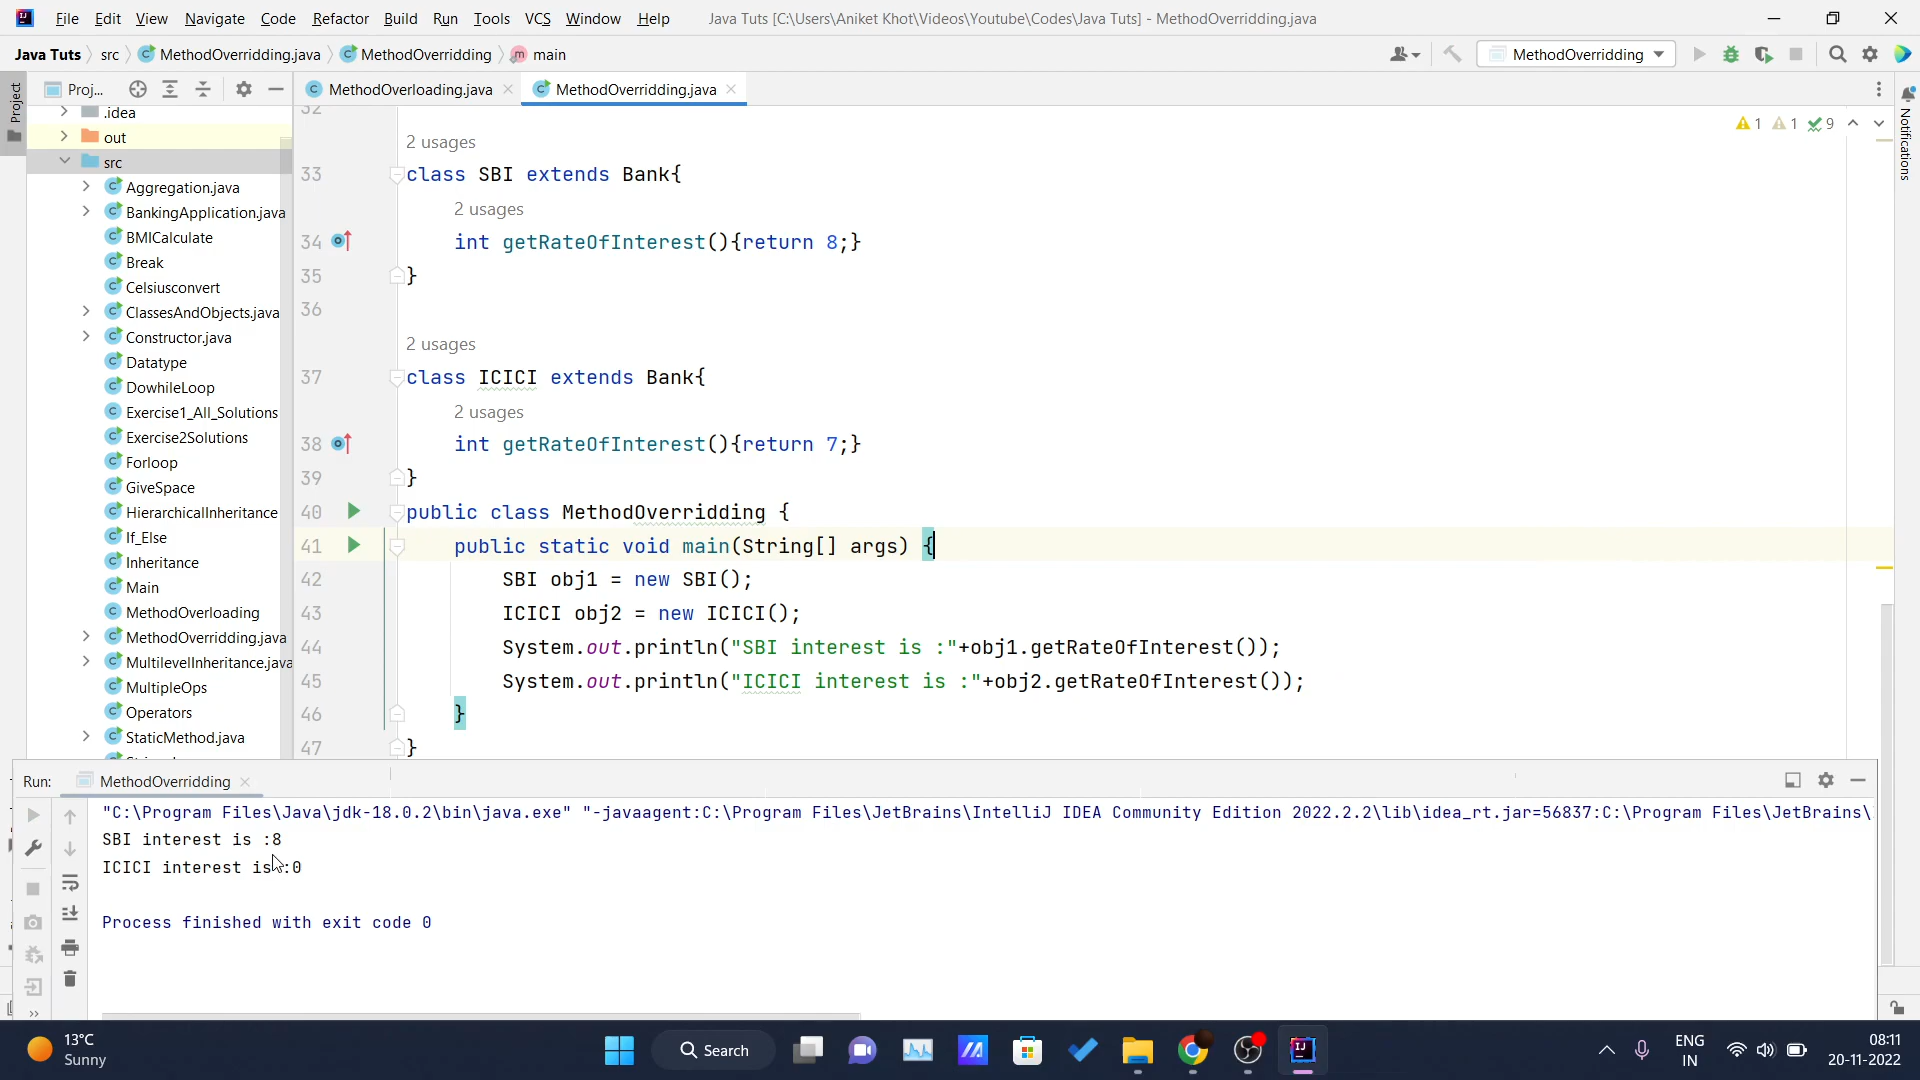 File Edit View Navigate Code Refactor Build Run Tools VCS Window Help Java Tuts [C:\Users\Aniket Khot\Videos\Youtube\Codes\Java Tuts] - MethodOverridding.java
Java Tuts src MethodOverridding.java MethodOverridding main MethodOverridding
Project
Proj...
MethodOverloading.java MethodOverridding.java
Notifications
.idea
out
src
Aggregation.java
BankingApplication.java
BMICalculate
Break
Celsiusconvert
ClassesAndObjects.java
Constructor.java
Datatype
DowhileLoop
Exercise1_All_Solutions
Exercise2Solutions
Forloop
GiveSpace
HierarchicalInheritance
If_Else
Inheritance
Main
MethodOverloading
MethodOverridding.java
MultilevelInheritance.java
MultipleOps
Operators
StaticMethod.java
1 1 9
32
2 usages
33 class SBI extends Bank{
2 usages
34 int getRateOfInterest(){return 8;}
35 }
36
2 usages
37 class ICICI extends Bank{
2 usages
38 int getRateOfInterest(){return 7;}
39 }
40 public class MethodOverridding {
41 public static void main(String[] args) {
42 SBI obj1 = new SBI();
43 ICICI obj2 = new ICICI();
44 System.out.println("SBI interest is :"+obj1.getRateOfInterest());
45 System.out.println("ICICI interest is :"+obj2.getRateOfInterest());
46 }
47 }
Run: MethodOverridding
"C:\Program Files\Java\jdk-18.0.2\bin\java.exe" "-javaagent:C:\Program Files\JetBrains\IntelliJ IDEA Community Edition 2022.2.2\lib\idea_rt.jar=56837:C:\Program Files\JetBrains\
SBI interest is :8
ICICI interest is :0
Process finished with exit code 0
13°C
Sunny
Search
ENG
IN
08:11
20-11-2022